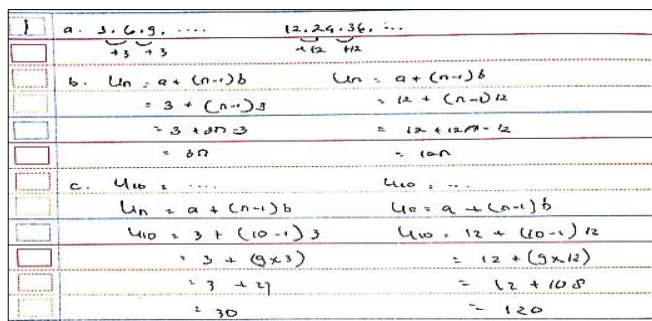 1 a. 3, 6, 9, .... 12, 24, 36, ...
+3 +3 +12 +12
b. Un = a + (n-1)b Un = a + (n-1)b
= 3 + (n-1)3 = 12 + (n-1)12
= 3 + 3n-3 = 12 + 12n - 12
= 3n = 12n
c. U10 = .... U10 = ...
Un = a + (n-1)b Un = a + (n-1)b
U10 = 3 + (10-1)3 U10 = 12 + (10-1)12
= 3 + (9x3) = 12 + (9x12)
= 3 + 27 = 12 + 108
= 30 = 120